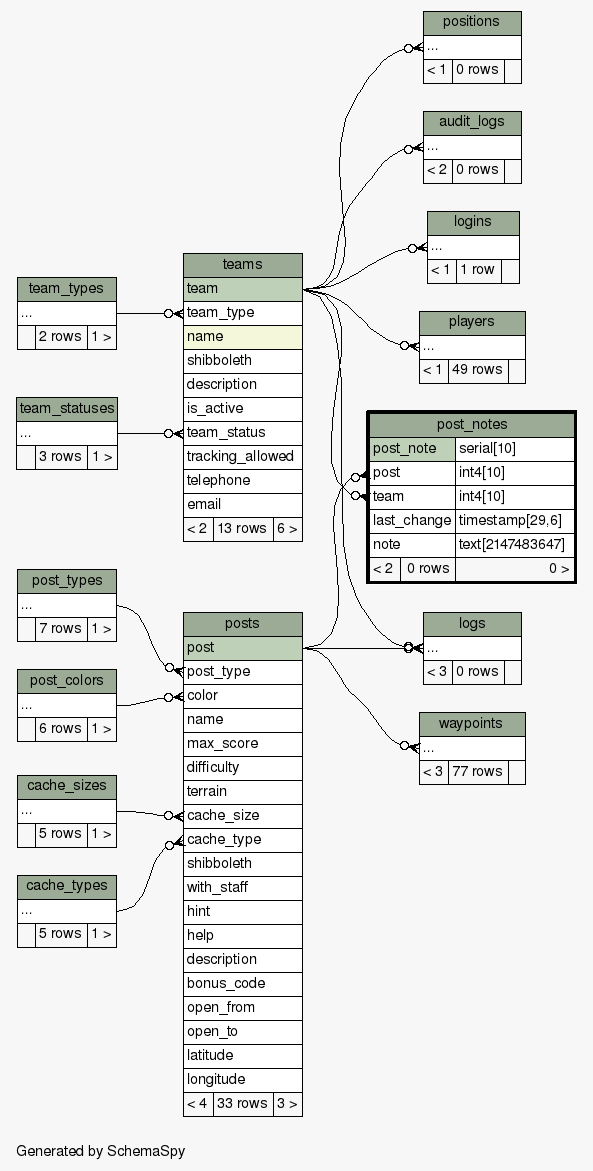 positions
...
< 1 0 rows
audit_logs
...
< 2 0 rows
logins
...
< 1 1 row
players
...
< 1 49 rows
team_types
...
2 rows 1 >
team_statuses
...
3 rows 1 >
teams
team
team_type
name
shibboleth
description
is_active
team_status
tracking_allowed
telephone
email
< 2 13 rows 6 >
post_notes
post_note serial[10]
post int4[10]
team int4[10]
last_change timestamp[29,6]
note text[2147483647]
< 2 0 rows 0 >
post_types
...
7 rows 1 >
post_colors
...
6 rows 1 >
cache_sizes
...
5 rows 1 >
cache_types
...
5 rows 1 >
posts
post
post_type
color
name
max_score
difficulty
terrain
cache_size
cache_type
shibboleth
with_staff
hint
help
description
bonus_code
open_from
open_to
latitude
longitude
< 4 33 rows 3 >
logs
...
< 3 0 rows
waypoints
...
< 3 77 rows
Generated by SchemaSpy